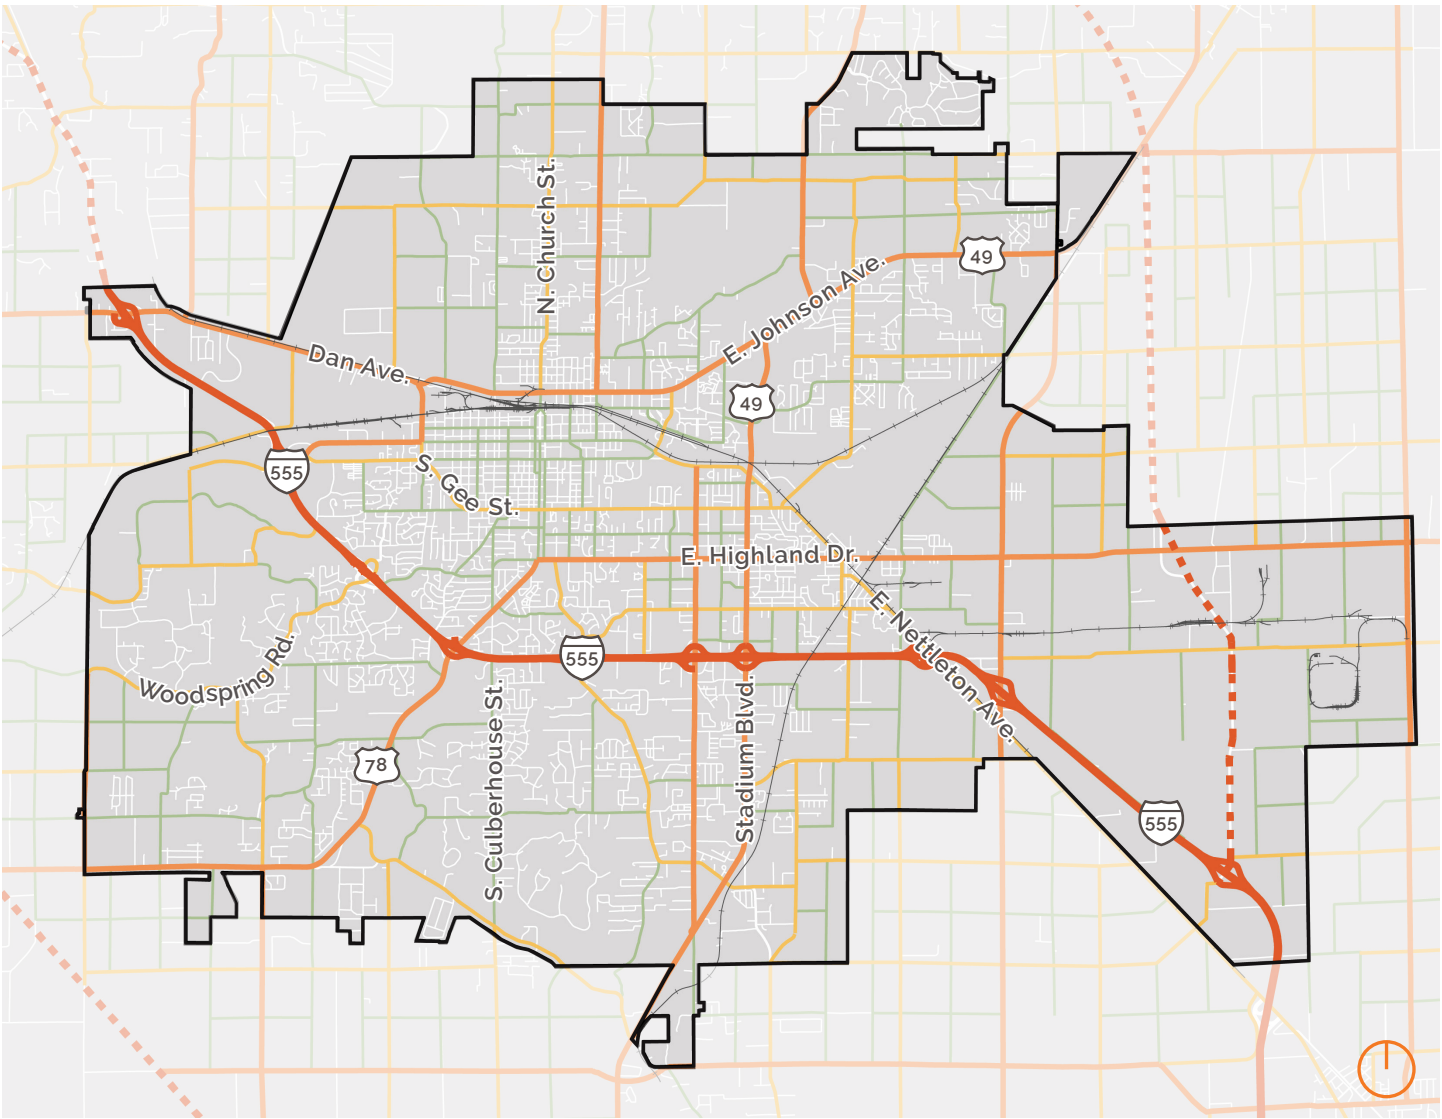 N. Church St.
49
E. Johnson Ave.
Dan Ave.
49
555
S. Gee St.
E. Highland Dr.
E. Nettleton Ave.
555
Woodspring Rd.
S. Culberhouse St.
Stadium Blvd
78
555